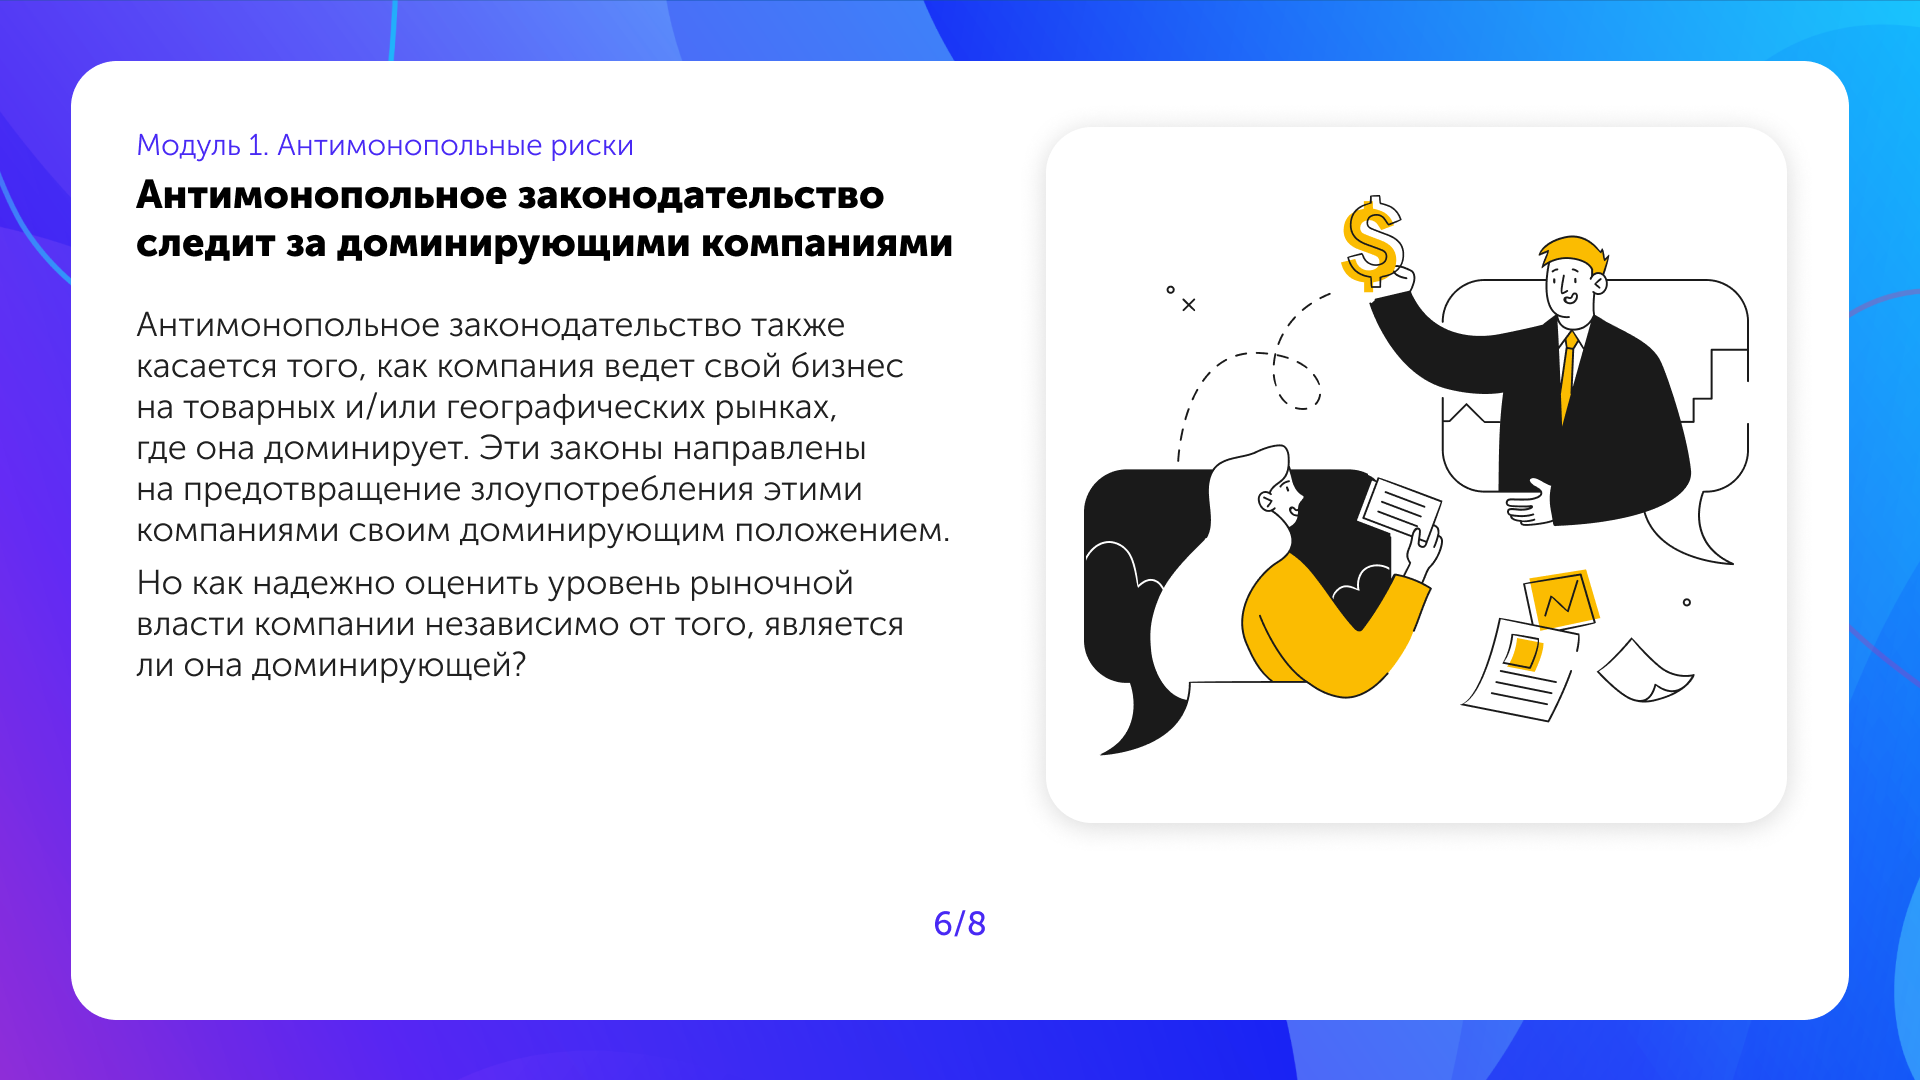 Модуль 1. Антимонопольные риски
Антимонопольное законодательство
следит за доминирующими компаниями
Антимонопольное законодательство также
касается того, как компания ведет свой бизнес
на товарных и/или географических рынках,
где она доминирует. Эти законы направлены
на предотвращение злоупотребления этими
компаниями своим доминирующим положением.
Но как надежно оценить уровень рыночной
власти компании независимо от того, является
ли она доминирующей?
$
6/8